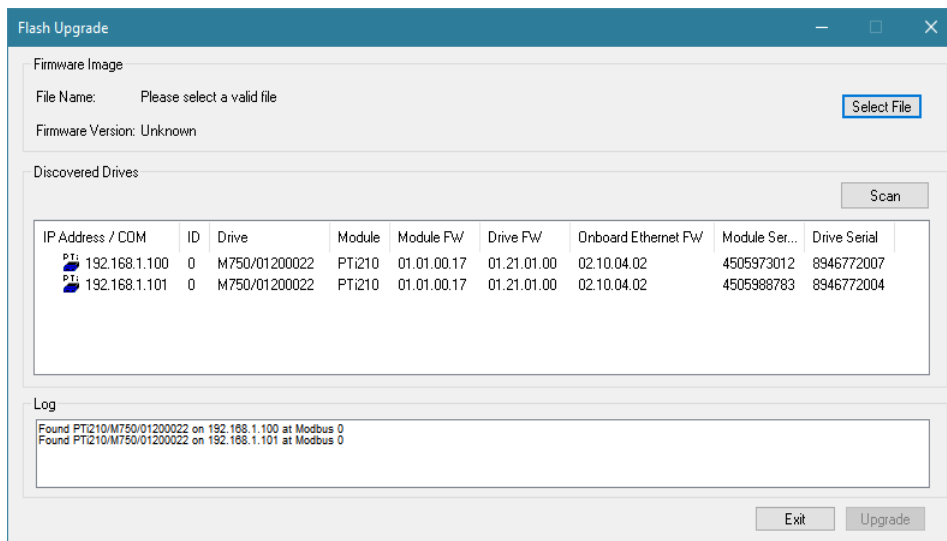 Flash Upgrade
Firmware Image
File Name: Please select a valid file
Select File
Firmware Version: Unknown
Discovered Drives
Scan
IP Address / COM ID Drive Module Module FW Drive FW Onboard Ethernet FW Module Ser... Drive Serial
PTi 192.168.1.100 0 M750/01200022 PTi210 01.01.00.17 01.21.01.00 02.10.04.02 4505973012 8946772007
PTi 192.168.1.101 0 M750/01200022 PTi210 01.01.00.17 01.21.01.00 02.10.04.02 4505988783 8946772004
Log
Found PTi210/M750/01200022 on 192.168.1.100 at Modbus 0
Found PTi210/M750/01200022 on 192.168.1.101 at Modbus 0
Exit Upgrade